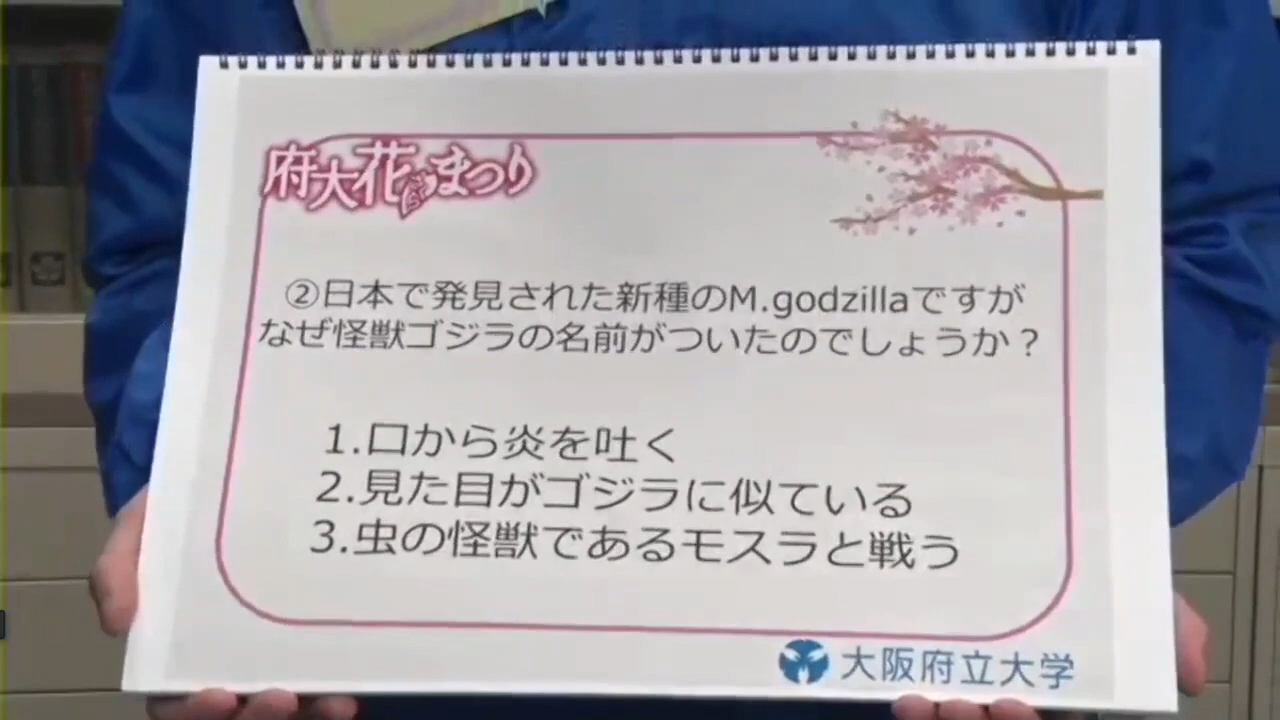 府大花まつり
②日本で発見された新種のM.godzillaですが
なぜ怪獣ゴジラの名前がついたのでしょうか？
1.口から炎を吐く
2.見た目がゴジラに似ている
3.虫の怪獣であるモスラと戦う
大阪府立大学